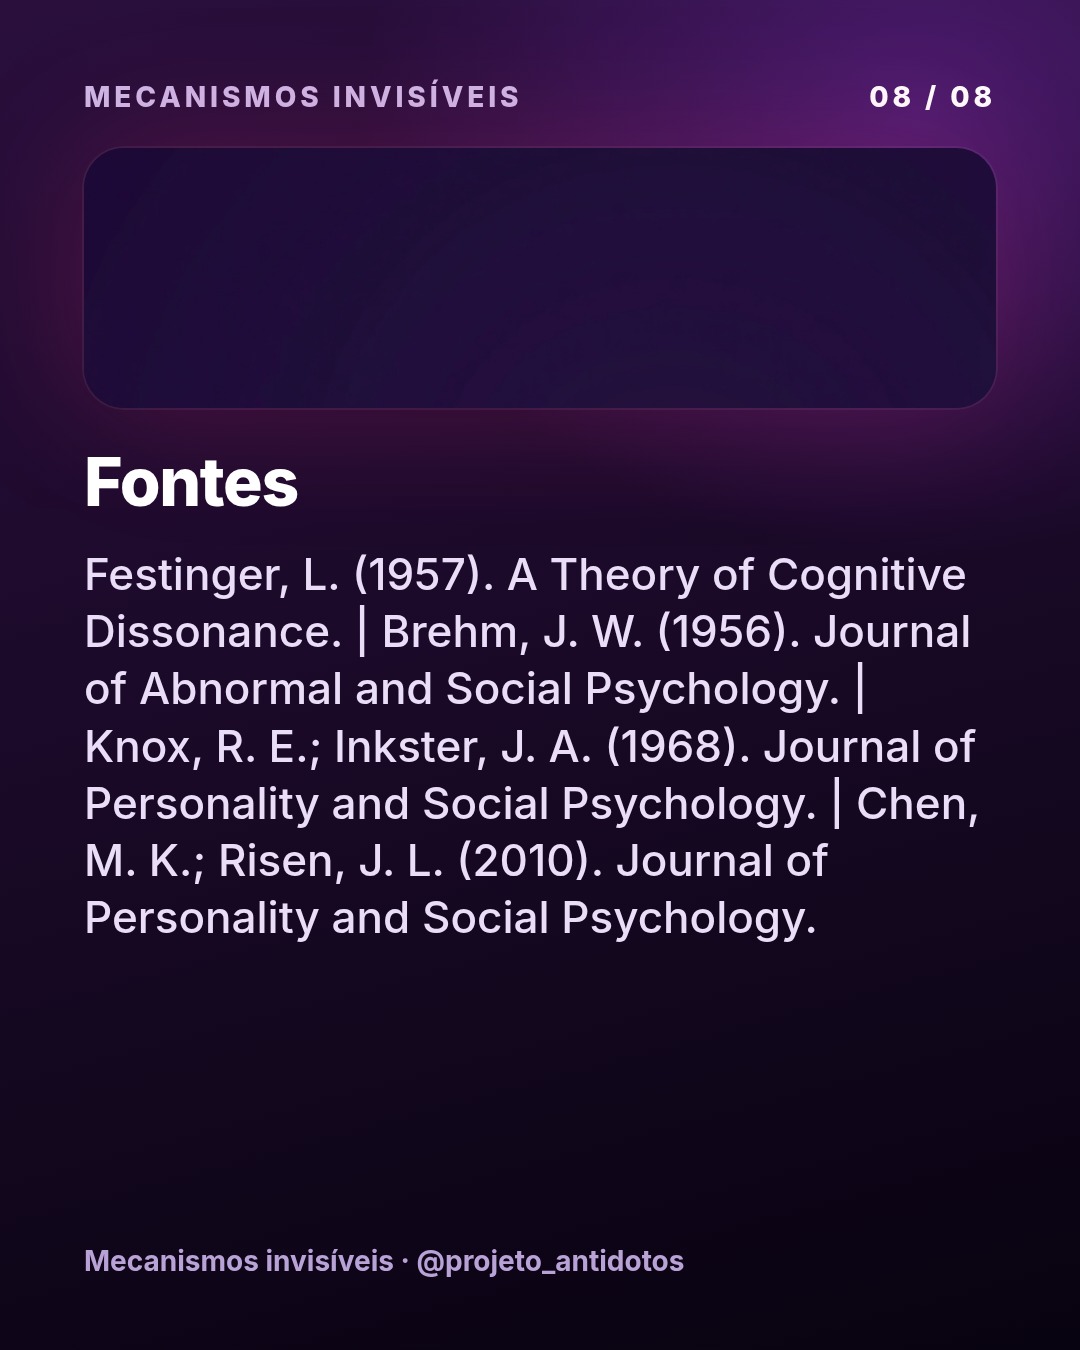 MECANISMOS INVISÍVEIS
08 / 08
Fontes
Festinger, L. (1957). A Theory of Cognitive
Dissonance. | Brehm, J. W. (1956). Journal
of Abnormal and Social Psychology. |
Knox, R. E.; Inkster, J. A. (1968). Journal of
Personality and Social Psychology. | Chen,
M. K.; Risen, J. L. (2010). Journal of
Personality and Social Psychology.
Mecanismos invisíveis · @projeto_antidotos